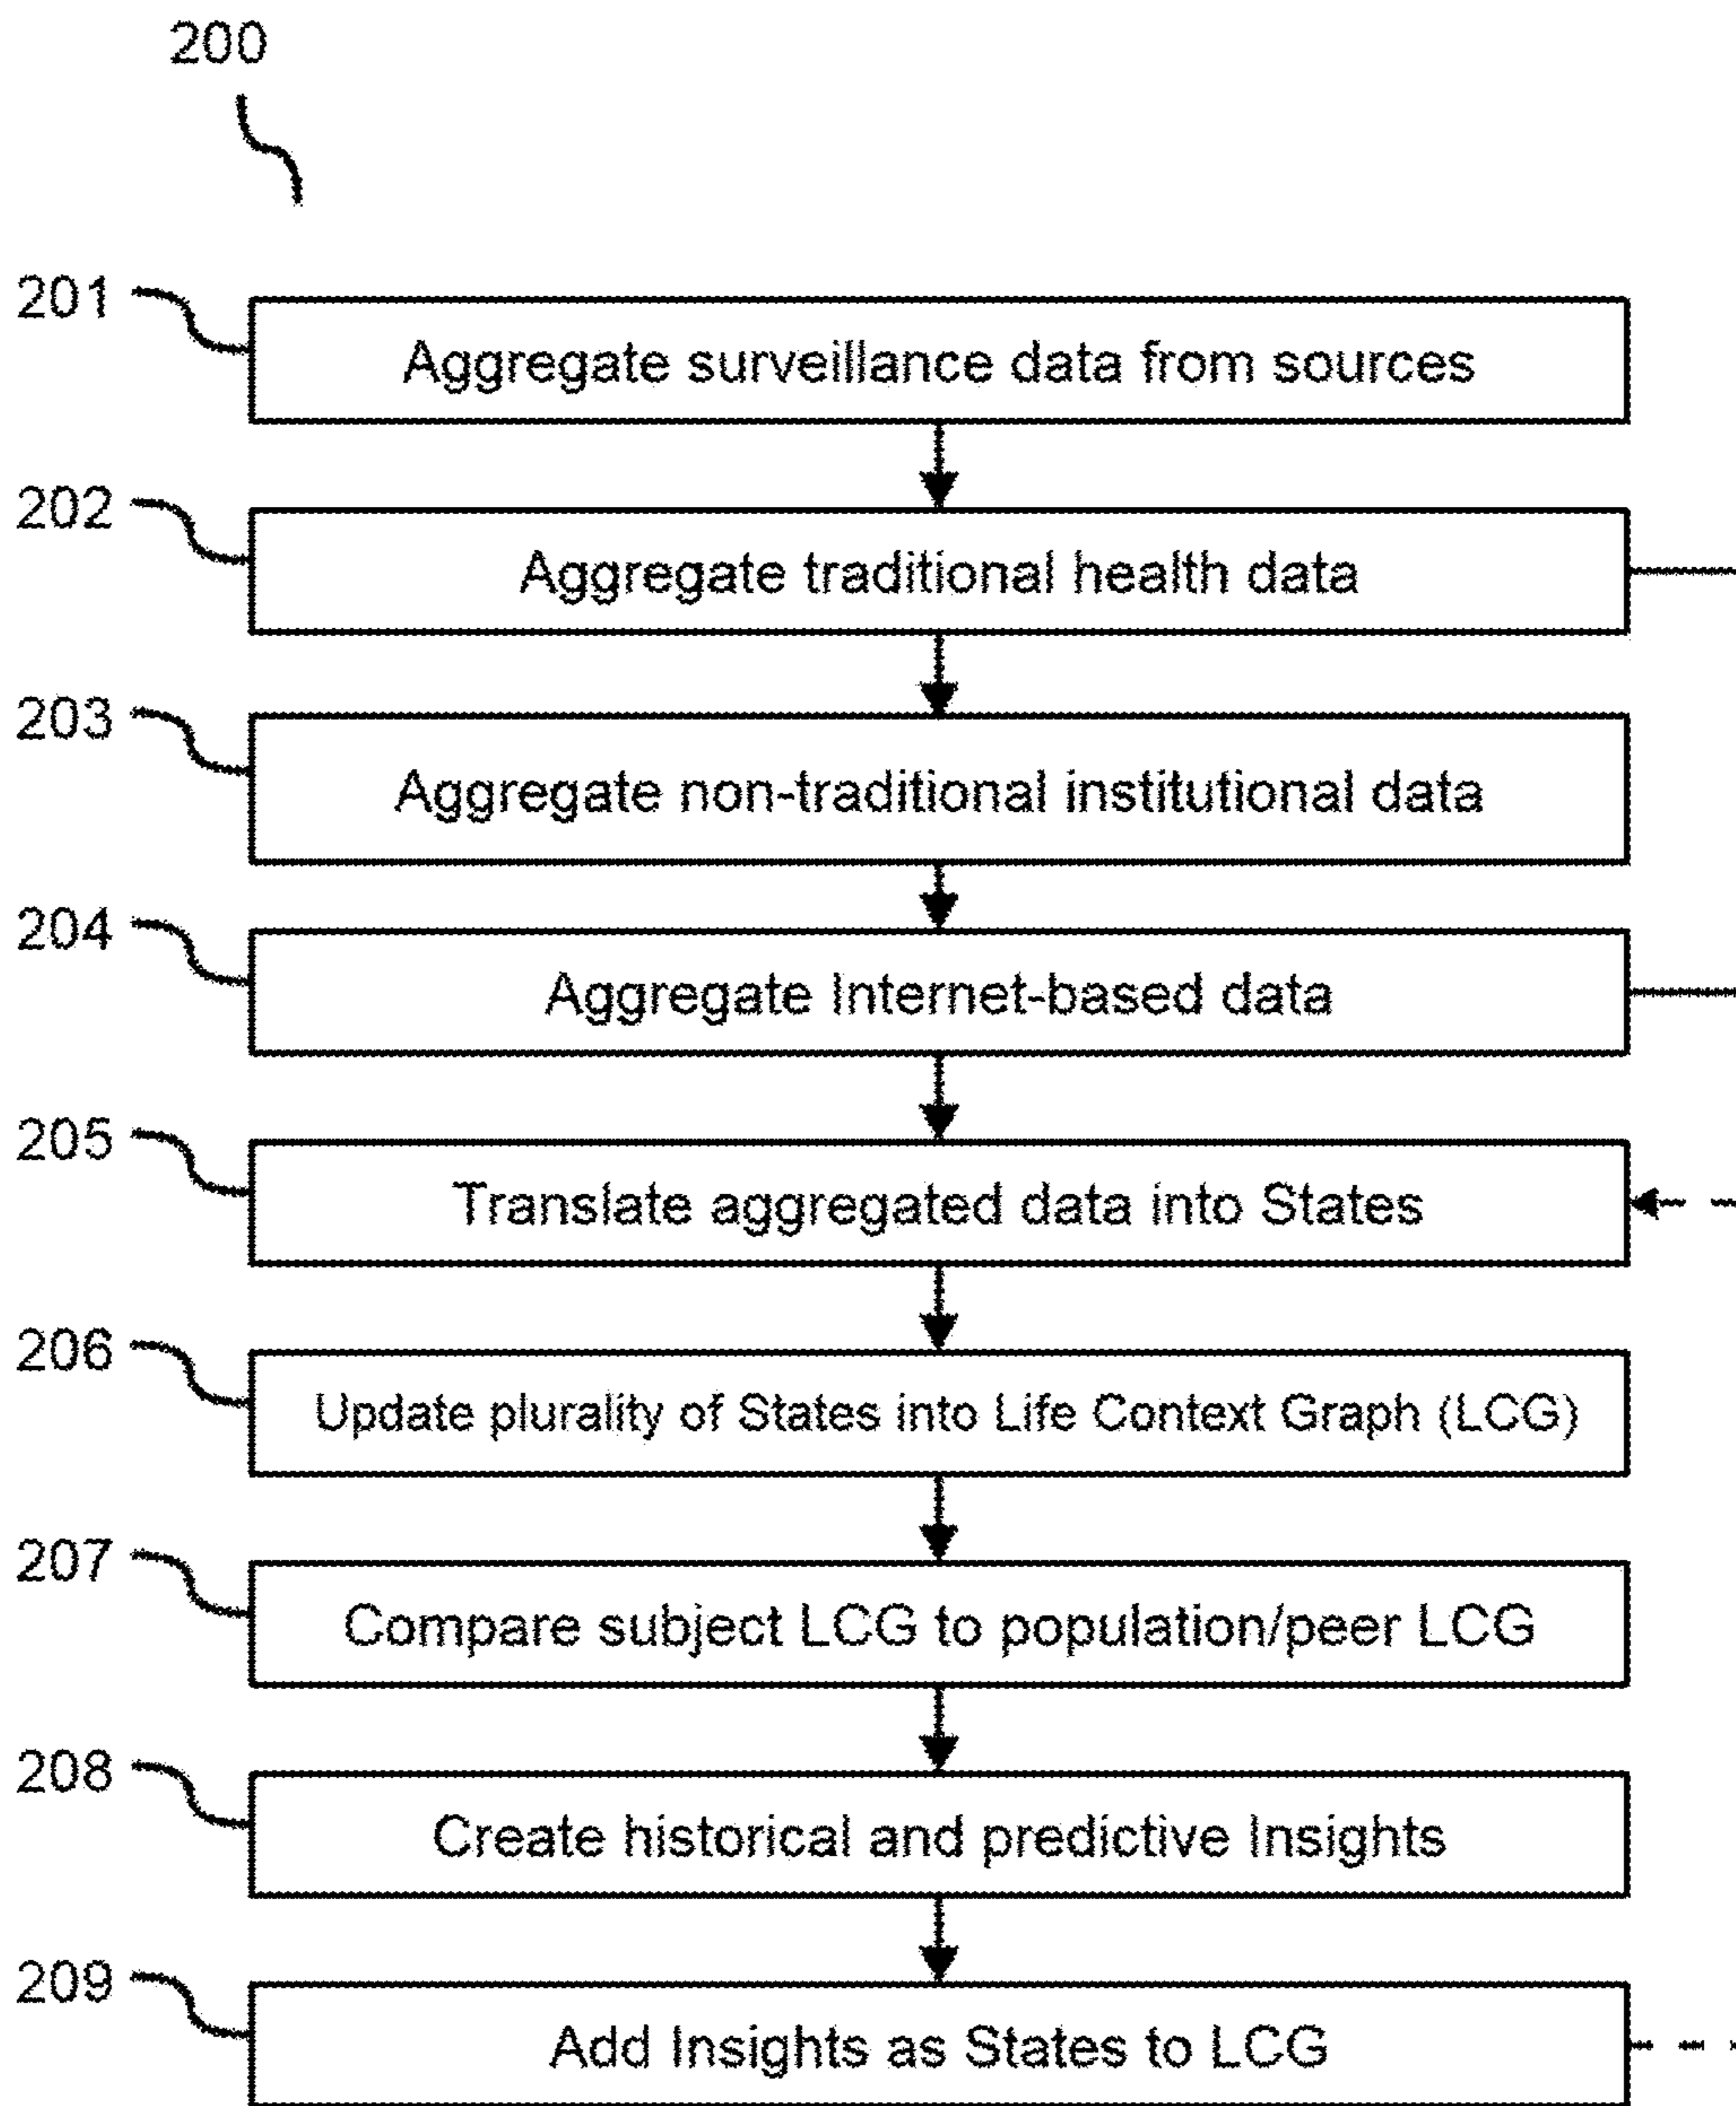 200
201
Aggregate surveillance data from sources
202
Aggregate traditional health data
203
Aggregate non-traditional institutional data
204
Aggregate Internet-based data
205
Translate aggregated data into States
206
Update plurality of States into Life Context Graph (LCG)
207
Compare subject LCG to population/peer LCG
208
Create historical and predictive Insights
209
Add Insights as States to LCG